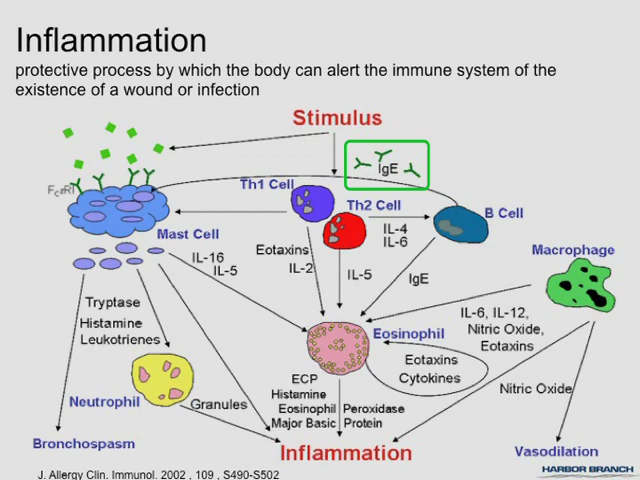 Inflammation
protective process by which the body can alert the immune system of the
existence of a wound or infection
Stimulus
IgE
FcεRI
Th1 Cell
Th2 Cell
B Cell
Mast Cell
IL-4
IL-6
Macrophage
Eotaxins
IL-2
IL-16
IL-5
IL-5
IgE
Tryptase
Histamine
Leukotrienes
Eosinophil
IL-6, IL-12,
Nitric Oxide,
Eotaxins
Eotaxins
Cytokines
ECP
Histamine
Eosinophil Peroxidase
Major Basic Protein
Nitric Oxide
Neutrophil
Granules
Bronchospasm
Inflammation
Vasodilation
HARBOR BRANCH
J. Allergy Clin. Immunol. 2002 , 109 , S490-S502